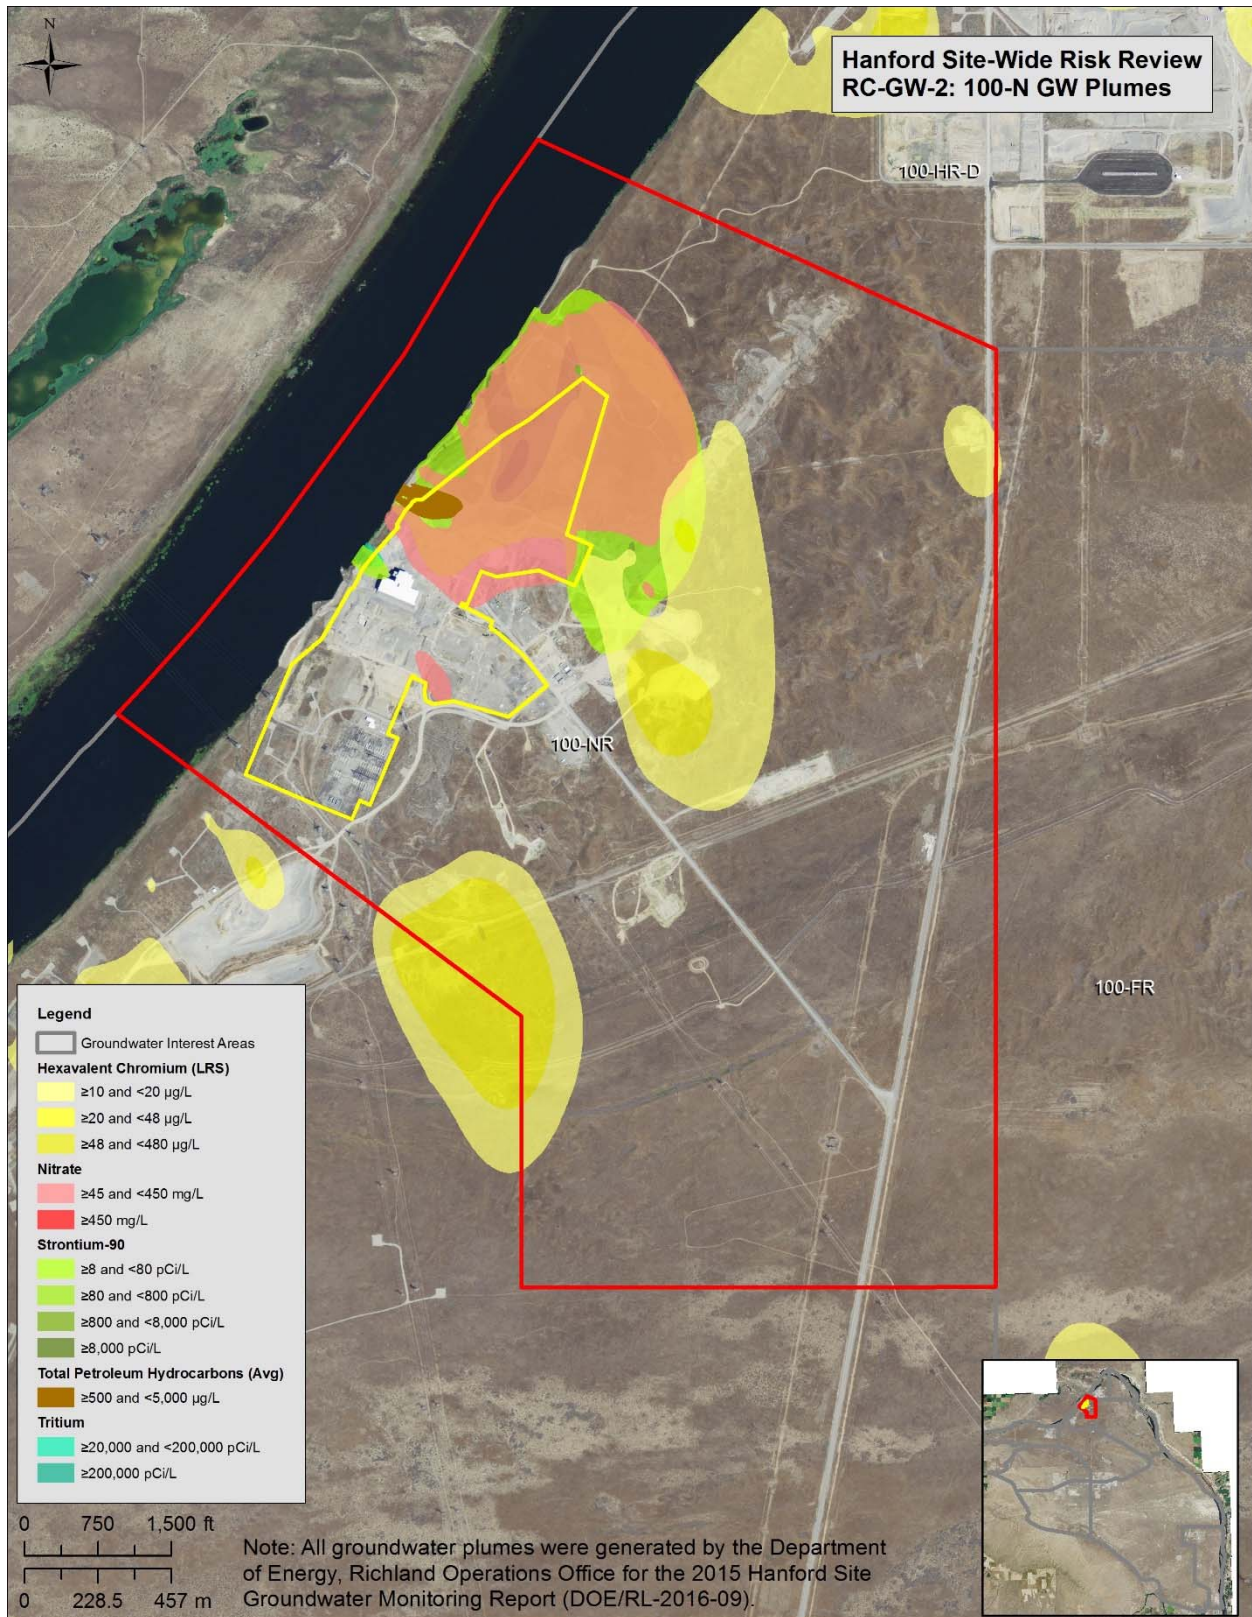 N
Hanford Site-Wide Risk Review
RC-GW-2: 100-N GW Plumes
100-HR-D
100-NR
100-FR
Legend
Groundwater Interest Areas
Hexavalent Chromium (LRS)
≥10 and <20 µg/L
≥20 and <48 µg/L
≥48 and <480 µg/L
Nitrate
≥45 and <450 mg/L
≥450 mg/L
Strontium-90
≥8 and <80 pCi/L
≥80 and <800 pCi/L
≥800 and <8,000 pCi/L
≥8,000 pCi/L
Total Petroleum Hydrocarbons (Avg)
≥500 and <5,000 µg/L
Tritium
≥20,000 and <200,000 pCi/L
≥200,000 pCi/L
0 750 1,500 ft
0 228.5 457 m
Note: All groundwater plumes were generated by the Department
of Energy, Richland Operations Office for the 2015 Hanford Site
Groundwater Monitoring Report (DOE/RL-2016-09).